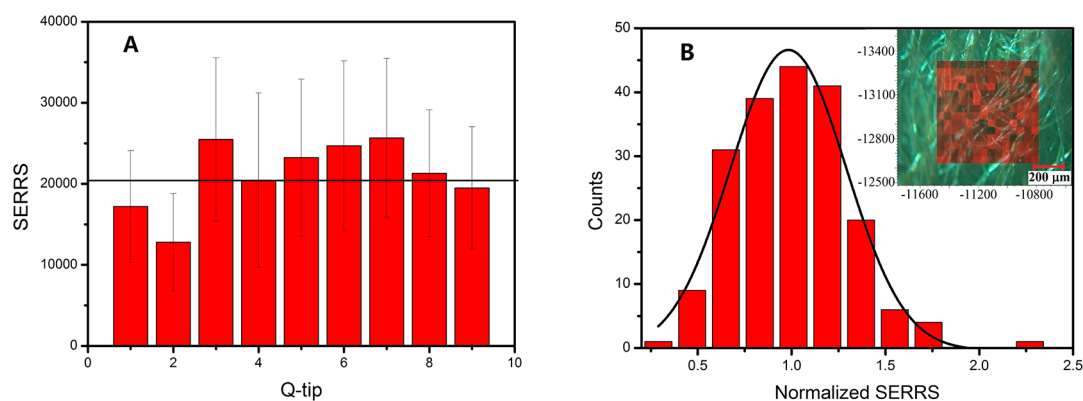 A
40000
30000
20000
10000
0
SERRS
0 2 4 6 8 10
Q-tip
B
50
40
30
20
10
0
Counts
0.5 1.0 1.5 2.0 2.5
Normalized SERRS
-13400
-13100
-12800
-12500
-11600 -11200 -10800
200 μm